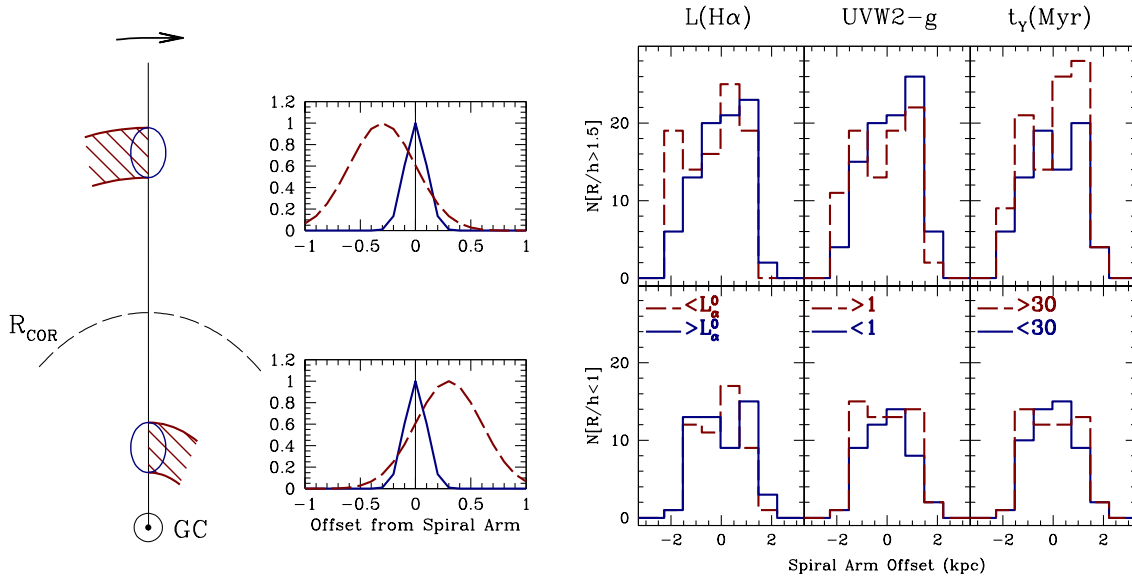 L(Hα) UVW2-g t_Y(Myr)
1.2
1
0.8
0.6
0.4
0.2
0
-1 -0.5 0 0.5 1
R_COR
1.2
1
0.8
0.6
0.4
0.2
0
-1 -0.5 0 0.5 1
Offset from Spiral Arm
GC
N[R/h>1.5]
20
10
0
<L_α^0 >1 >30
>L_α^0 <1 <30
N[R/h<1]
20
10
0
-2 0 2 -2 0 2 -2 0 2
Spiral Arm Offset (kpc)